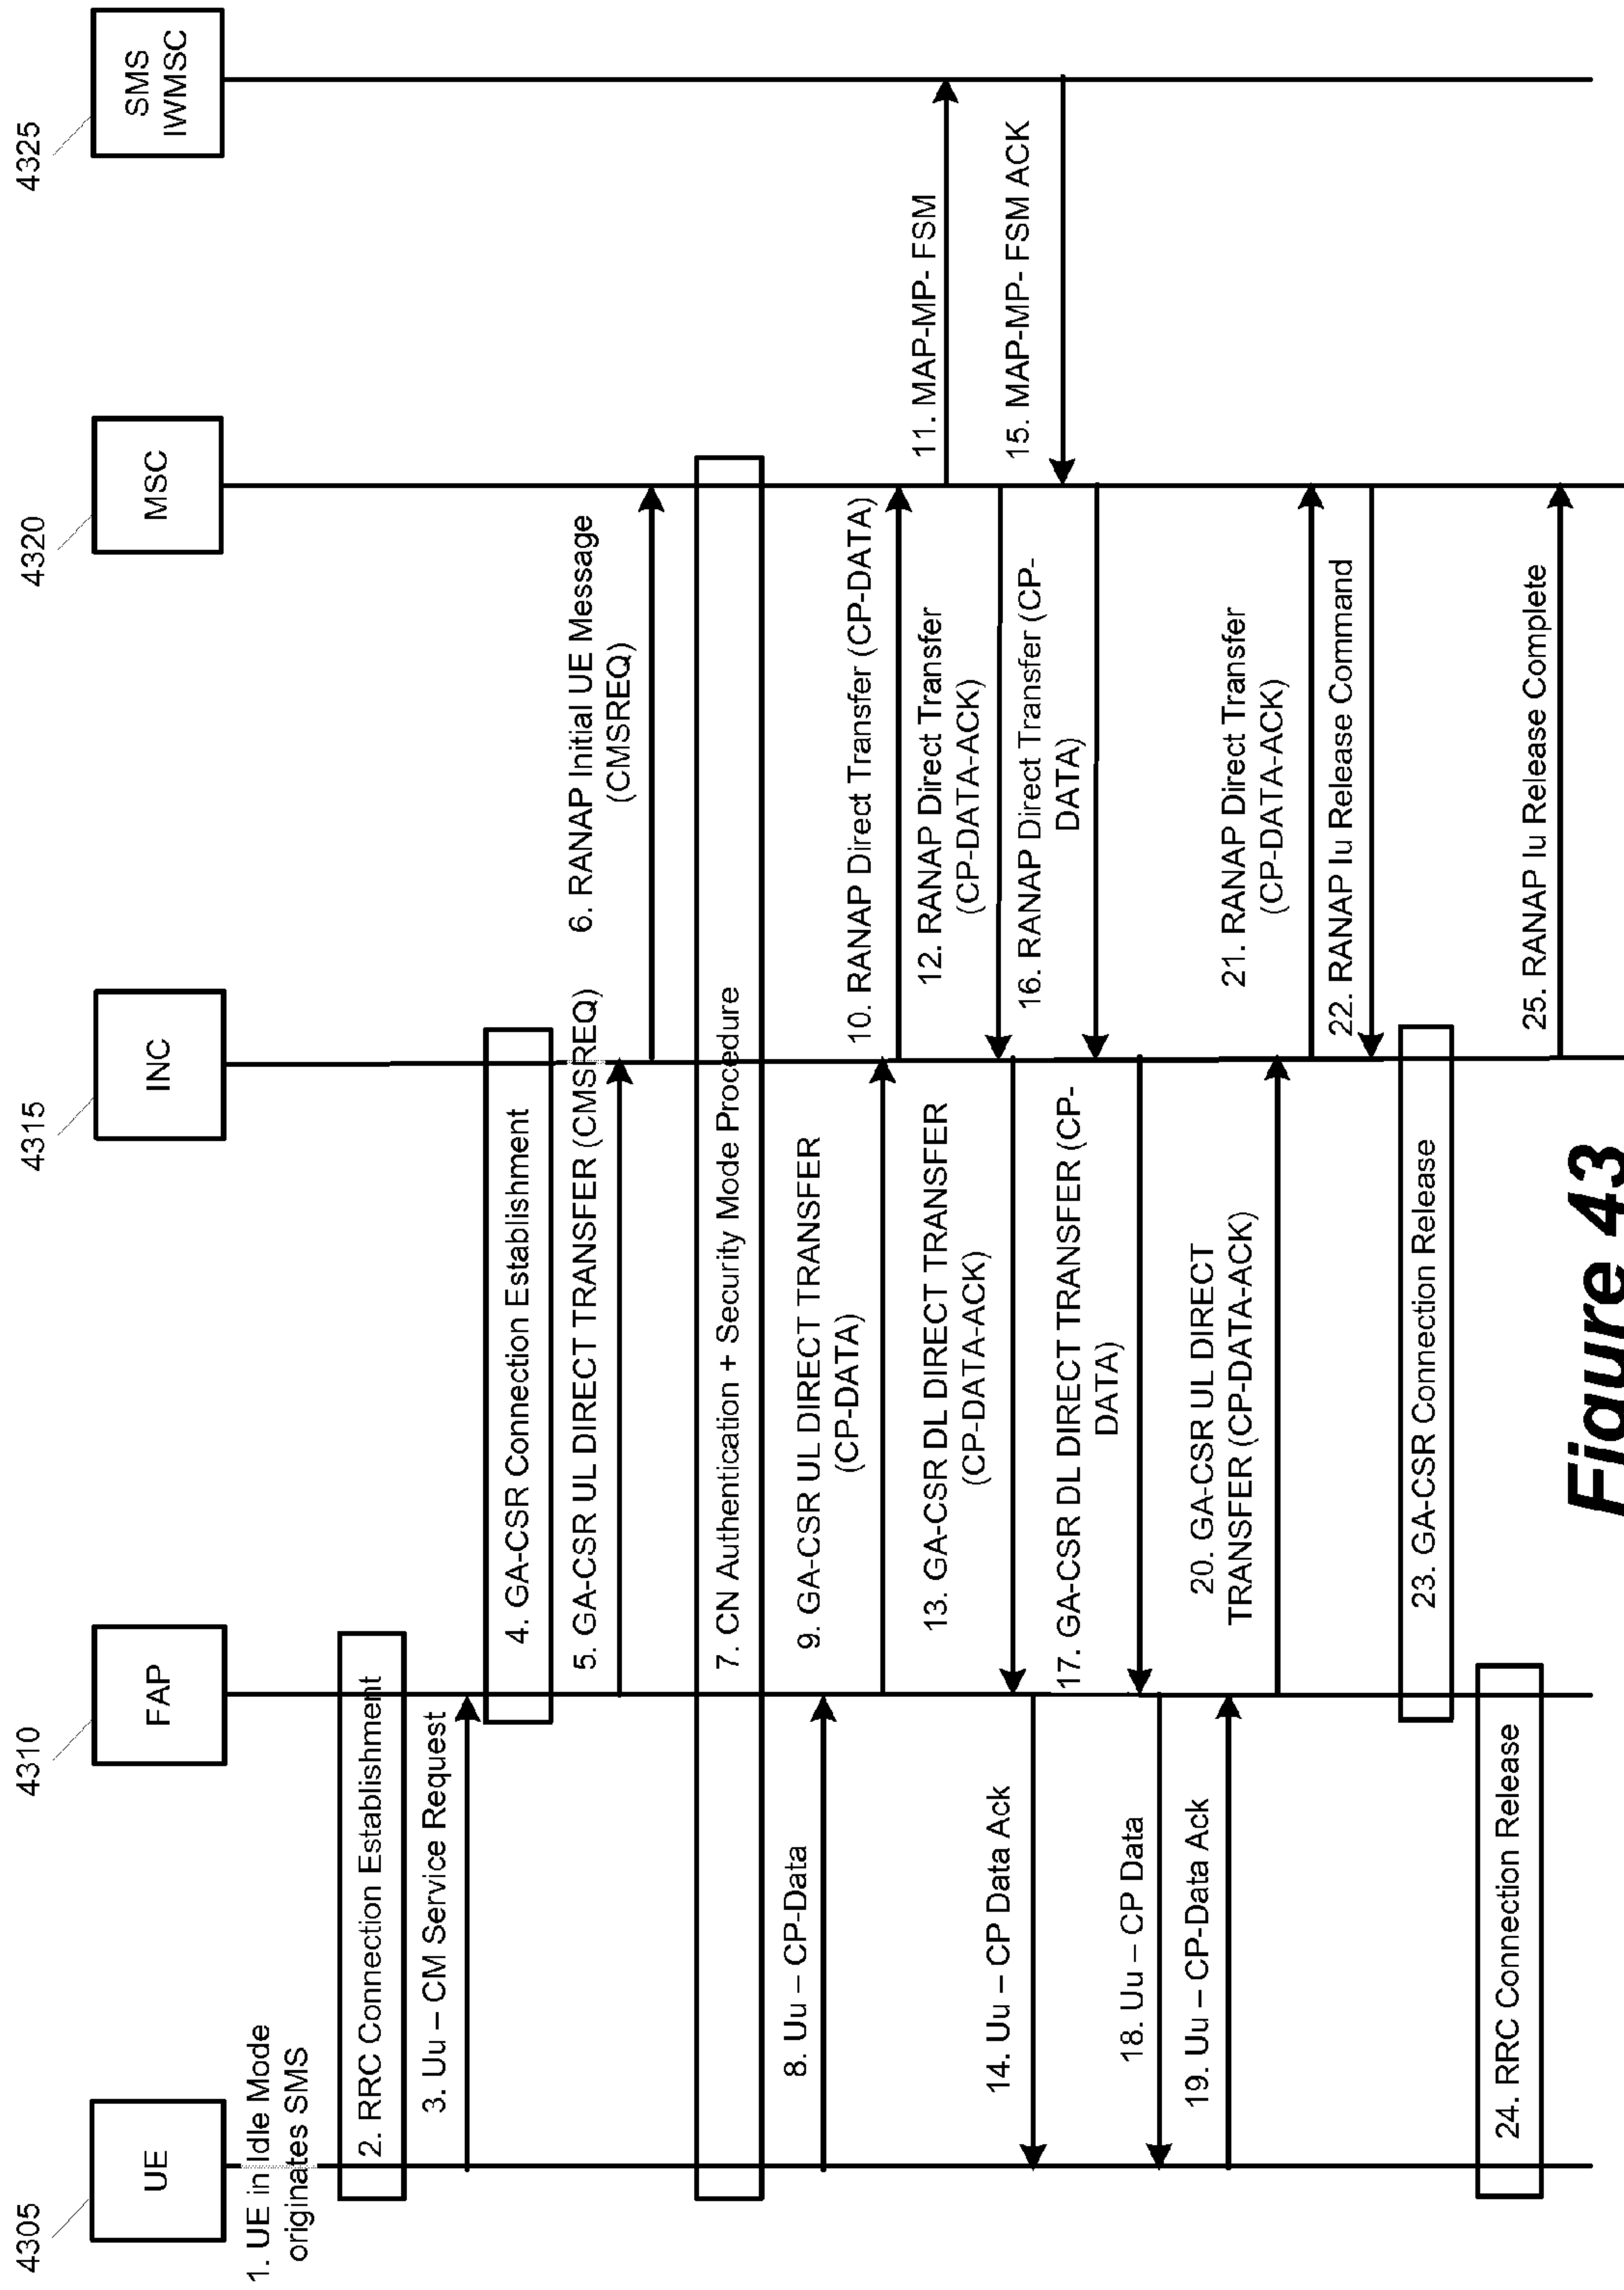 4305
4310
4315
4320
4325
UE
FAP
INC
MSC
SMS
IWMSC
1. UE in Idle Mode
originates SMS
2. RRC Connection Establishment
3. Uu – CM Service Request
4. GA-CSR Connection Establishment
5. GA-CSR UL DIRECT TRANSFER (CMSREQ)
6. RANAP Initial UE Message
(CMSREQ)
7. CN Authentication + Security Mode Procedure
8. Uu – CP-Data
9. GA-CSR UL DIRECT TRANSFER
(CP-DATA)
10. RANAP Direct Transfer (CP-DATA)
11. MAP-MP- FSM
12. RANAP Direct Transfer
(CP-DATA-ACK)
13. GA-CSR DL DIRECT TRANSFER
(CP-DATA-ACK)
14. Uu – CP Data Ack
15. MAP-MP- FSM ACK
16. RANAP Direct Transfer (CP-
DATA)
17. GA-CSR DL DIRECT TRANSFER (CP-
DATA)
18. Uu – CP Data
19. Uu – CP-Data Ack
20. GA-CSR UL DIRECT
TRANSFER (CP-DATA-ACK)
21. RANAP Direct Transfer
(CP-DATA-ACK)
22. RANAP Iu Release Command
23. GA-CSR Connection Release
24. RRC Connection Release
25. RANAP Iu Release Complete
Figure 43